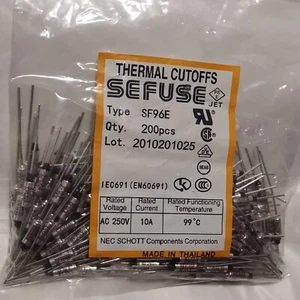 THERMAL CUTOFFS
SEFUSE
PS
E
JET
Type SF96E
Qty. 200pcs
Lot. 2010201025
IEC691 (EN60691)
Rated Voltage
Rated Current
Rated Functioning Temperature
AC 250V
10A
99°C
NEC SCHOTT Components Corporation
MADE IN THAILAND